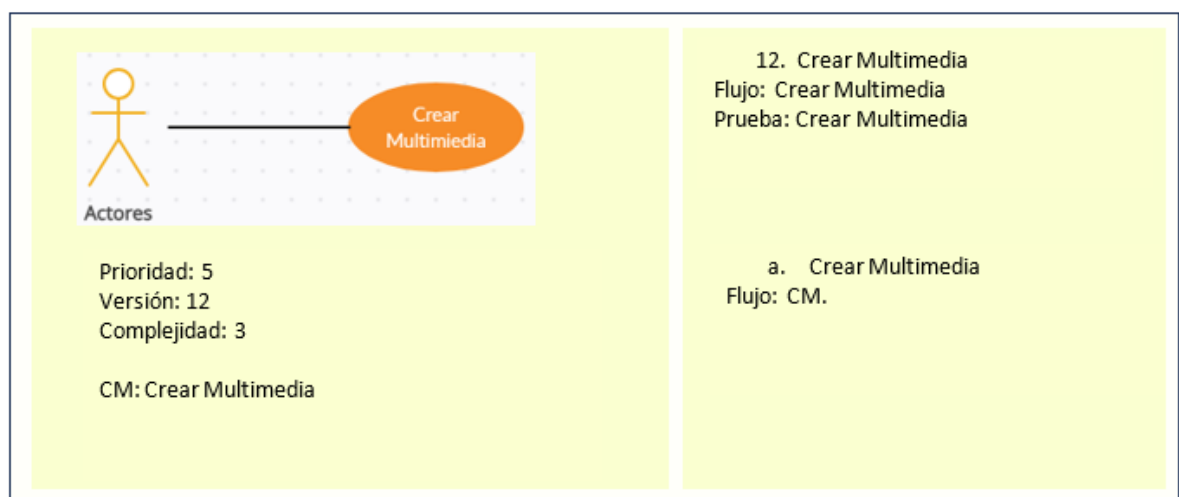 Crear
Multimiedia
Actores
Prioridad: 5
Versión: 12
Complejidad: 3
CM: Crear Multimedia
12. Crear Multimedia
Flujo: Crear Multimedia
Prueba: Crear Multimedia
a. Crear Multimedia
Flujo: CM.